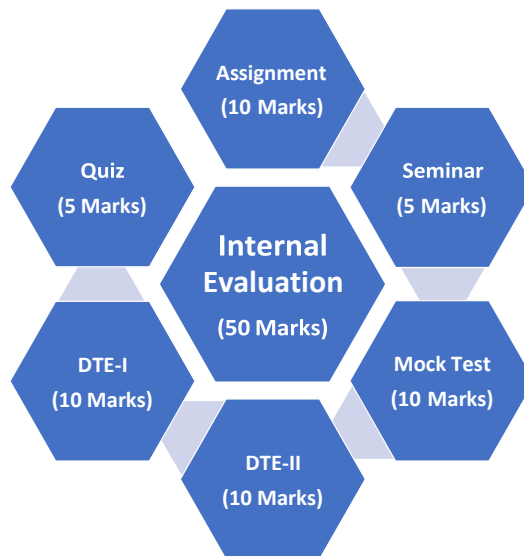 Assignment
(10 Marks)
Seminar
(5 Marks)
Mock Test
(10 Marks)
DTE-II
(10 Marks)
DTE-I
(10 Marks)
Quiz
(5 Marks)
Internal
Evaluation
(50 Marks)